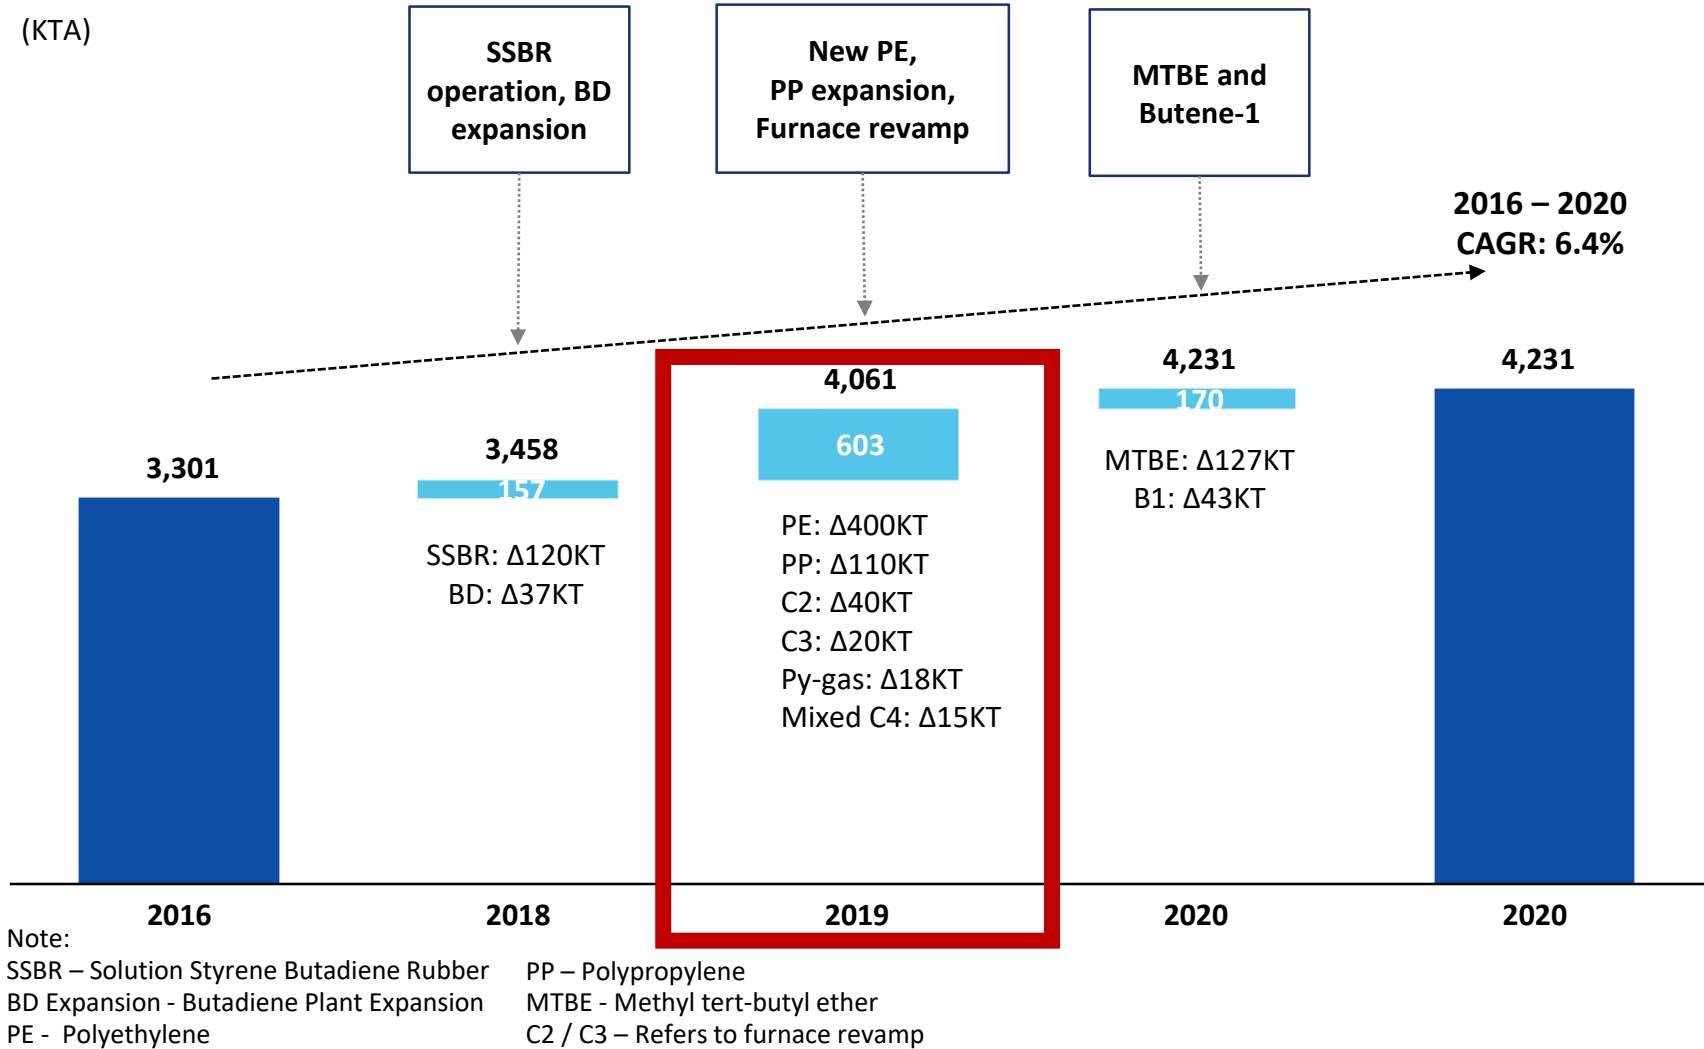 (KTA)
SSBR
operation, BD
expansion
New PE,
PP expansion,
Furnace revamp
MTBE and
Butene-1
2016 – 2020
CAGR: 6.4%
3,301
3,458
157
SSBR: Δ120KT
BD: Δ37KT
4,061
603
PE: Δ400KT
PP: Δ110KT
C2: Δ40KT
C3: Δ20KT
Py-gas: Δ18KT
Mixed C4: Δ15KT
4,231
170
MTBE: Δ127KT
B1: Δ43KT
4,231
2016
2018
2019
2020
2020
Note:
SSBR – Solution Styrene Butadiene Rubber
BD Expansion - Butadiene Plant Expansion
PE - Polyethylene
PP – Polypropylene
MTBE - Methyl tert-butyl ether
C2 / C3 – Refers to furnace revamp